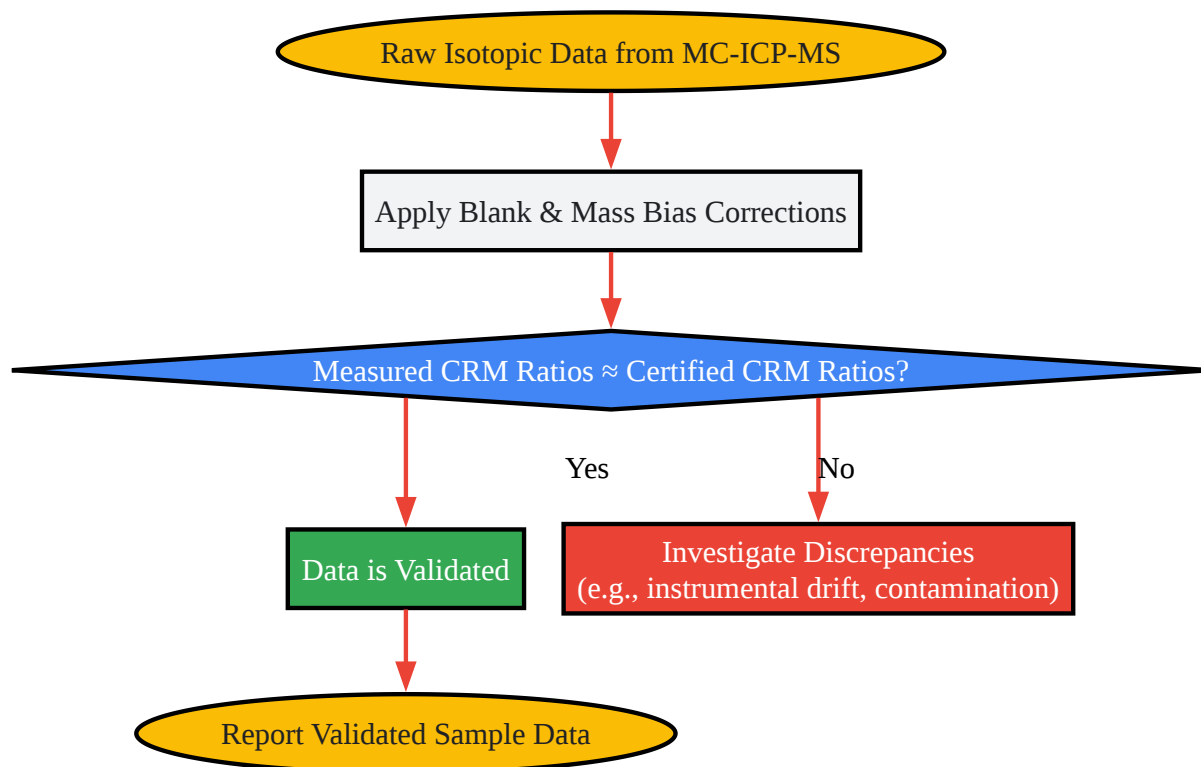 Raw Isotopic Data from MC-ICP-MS
Apply Blank & Mass Bias Corrections
Measured CRM Ratios ≈ Certified CRM Ratios?
Yes
No
Data is Validated
Investigate Discrepancies
(e.g., instrumental drift, contamination)
Report Validated Sample Data